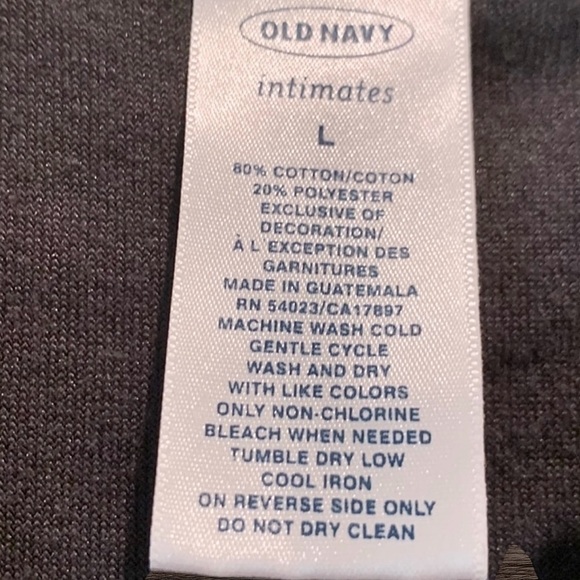 OLD NAVY
intimates
L
80% COTTON/COTON
20% POLYESTER
EXCLUSIVE OF
DECORATION/
À L EXCEPTION DES
GARNITURES
MADE IN GUATEMALA
RN 54023/CA17897
MACHINE WASH COLD
GENTLE CYCLE
WASH AND DRY
WITH LIKE COLORS
ONLY NON-CHLORINE
BLEACH WHEN NEEDED
TUMBLE DRY LOW
COOL IRON
ON REVERSE SIDE ONLY
DO NOT DRY CLEAN